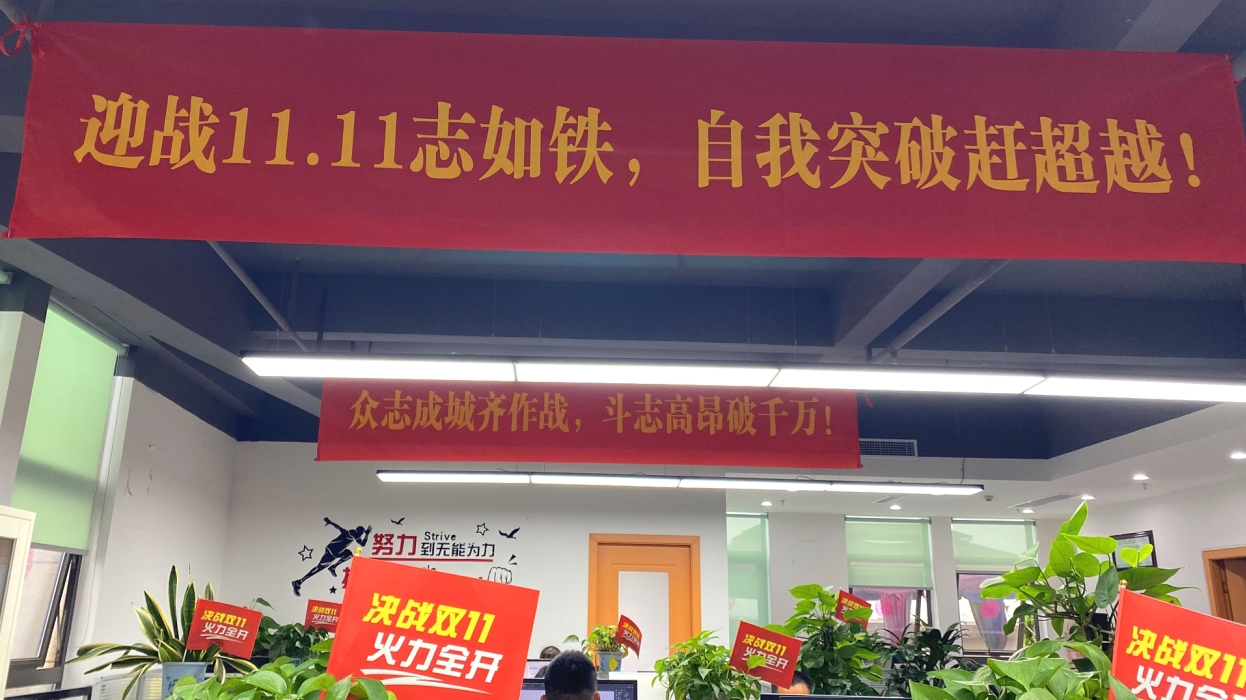 迎战11.11志如铁，自我突破赶超越！
众志成城齐作战，斗志高昂破千万！
努力 Strive
到无能为力
决战双11
火力全开
决战双11
火力全开
决战双11
火力全开
决战双11
火力全开
决战双11
火力全开